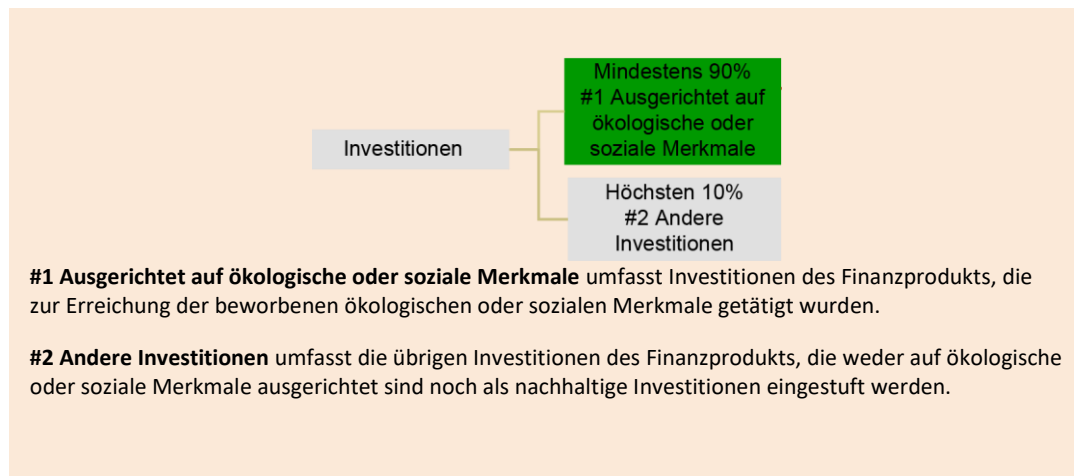 Mindestens 90%
#1 Ausgerichtet auf
ökologische oder
soziale Merkmale
Investitionen
Höchsten 10%
#2 Andere
Investitionen
#1 Ausgerichtet auf ökologische oder soziale Merkmale umfasst Investitionen des Finanzprodukts, die
zur Erreichung der beworbenen ökologischen oder sozialen Merkmale getätigt wurden.
#2 Andere Investitionen umfasst die übrigen Investitionen des Finanzprodukts, die weder auf ökologische
oder soziale Merkmale ausgerichtet sind noch als nachhaltige Investitionen eingestuft werden.